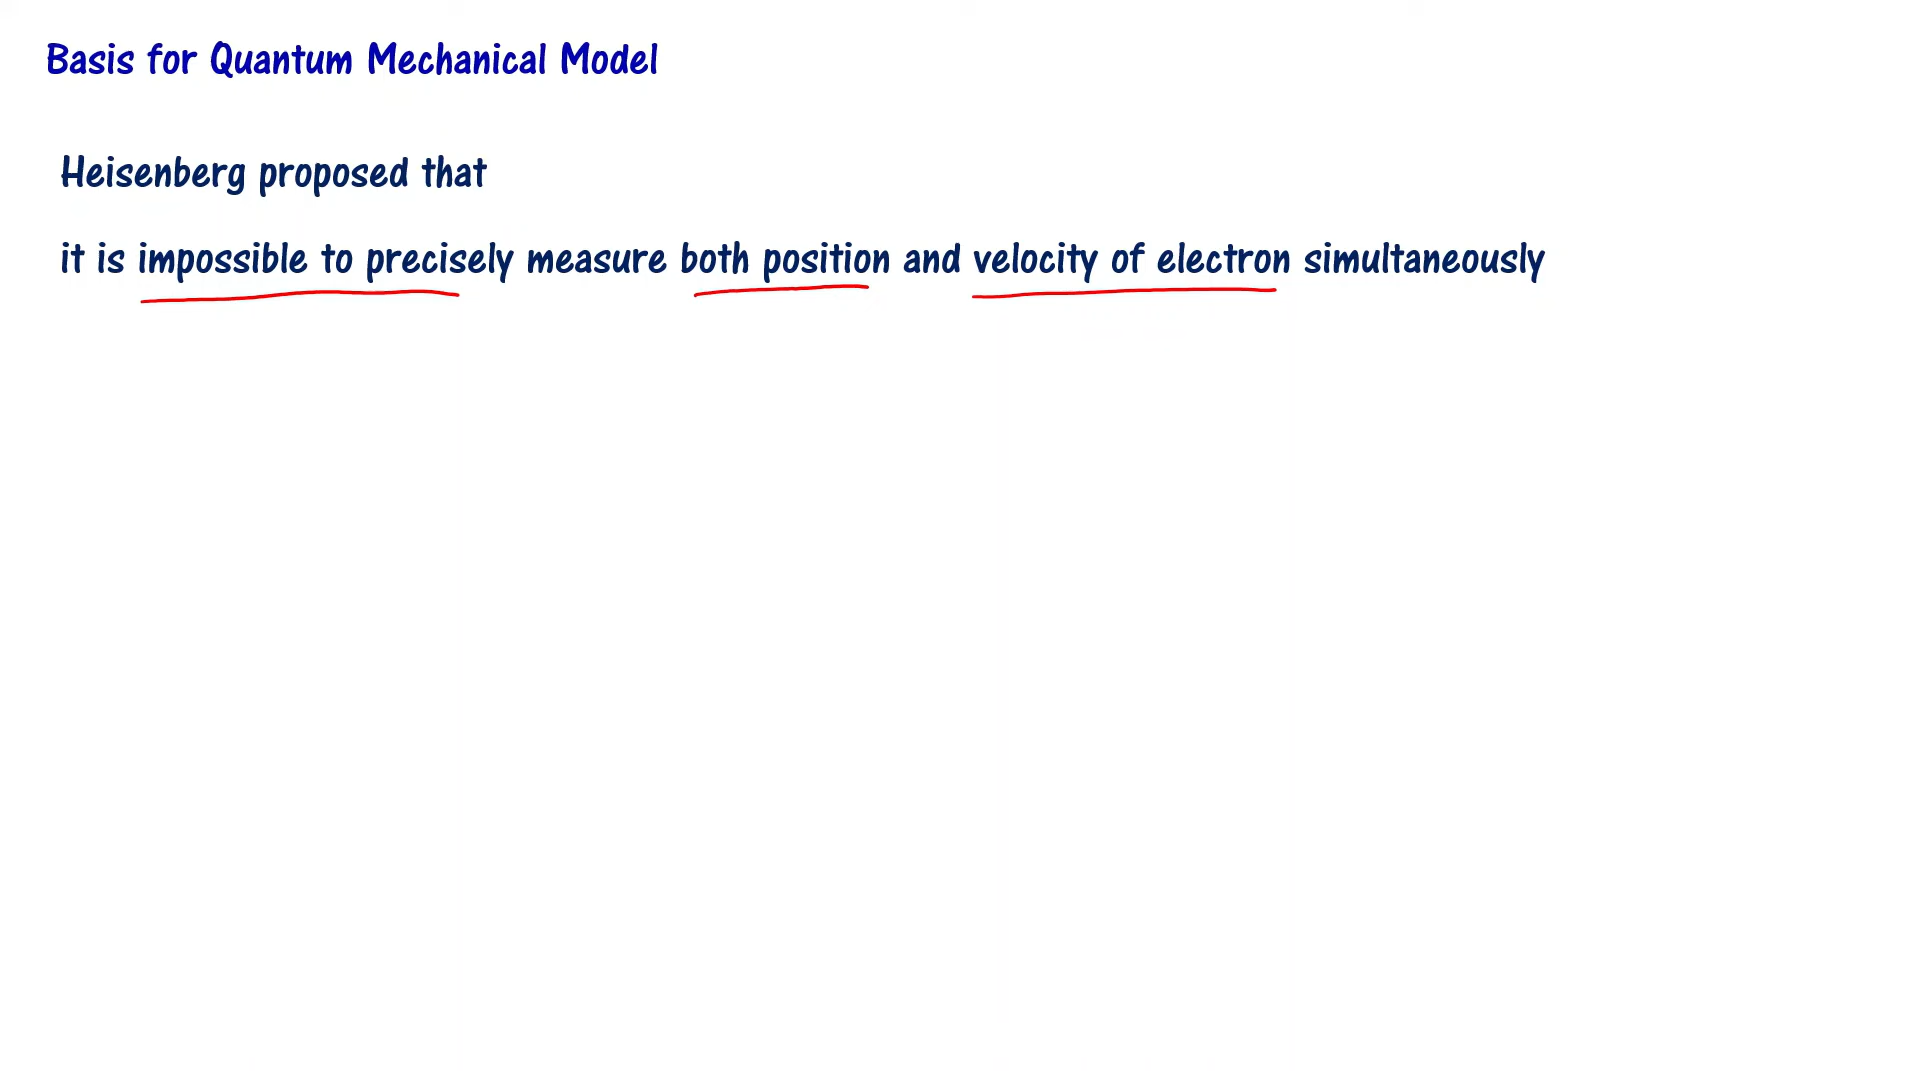 Basis for Quantum Mechanical Model
Heisenberg proposed that
it is impossible to precisely measure both position and velocity of electron simultaneously